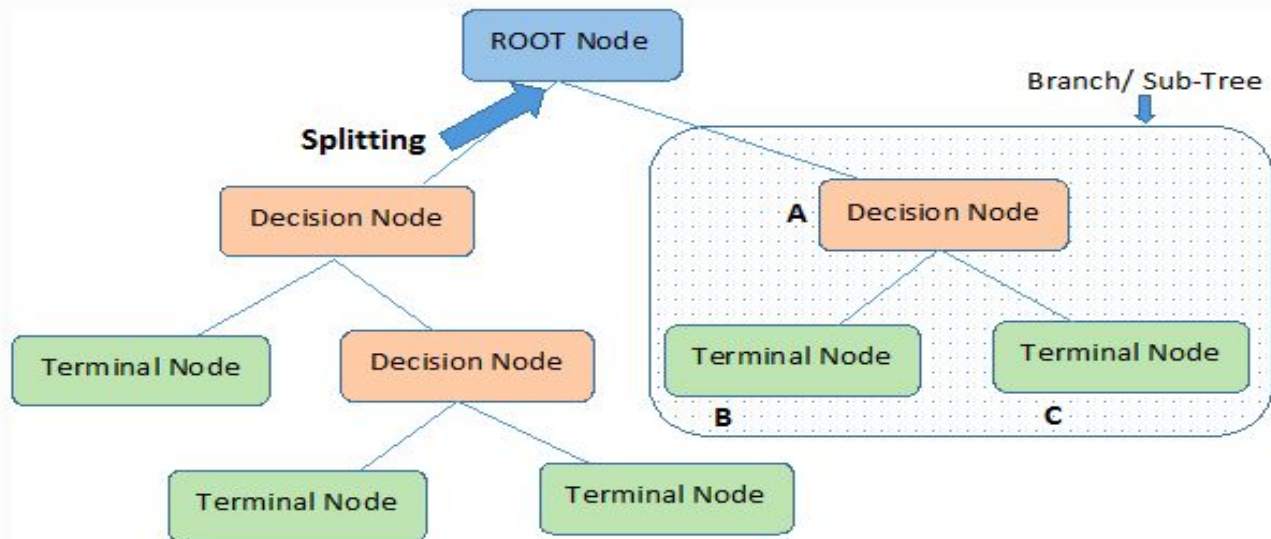 ROOT Node
Branch/ Sub-Tree
Splitting
Decision Node
A
Decision Node
Terminal Node
Decision Node
Terminal Node
Terminal Node
B
C
Terminal Node
Terminal Node